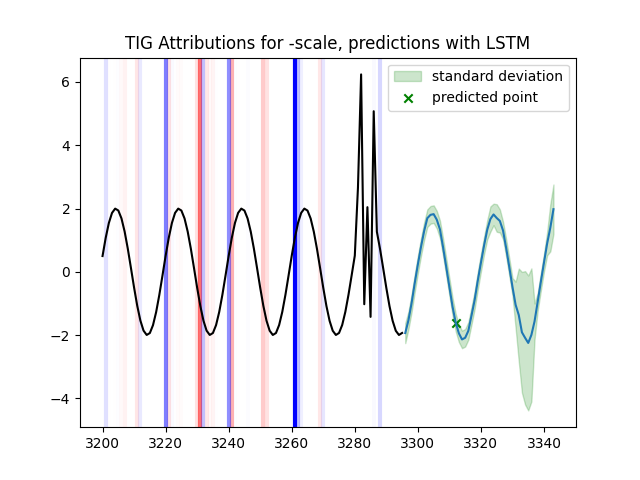 TIG Attributions for -scale, predictions with LSTM
standard deviation
predicted point
6
4
2
0
−2
−4
3200 3220 3240 3260 3280 3300 3320 3340